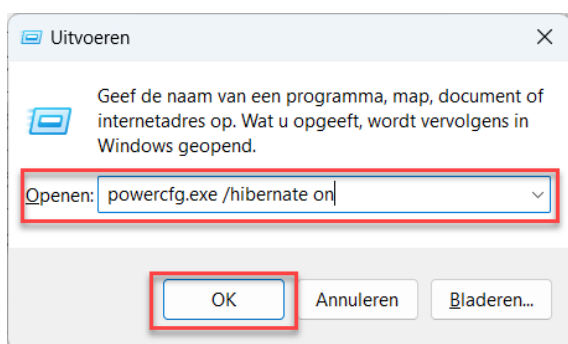 Uitvoeren
Geef de naam van een programma, map, document of
internetadres op. Wat u opgeeft, wordt vervolgens in
Windows geopend.
Openen: powercfg.exe /hibernate on
OK Annuleren Bladeren...